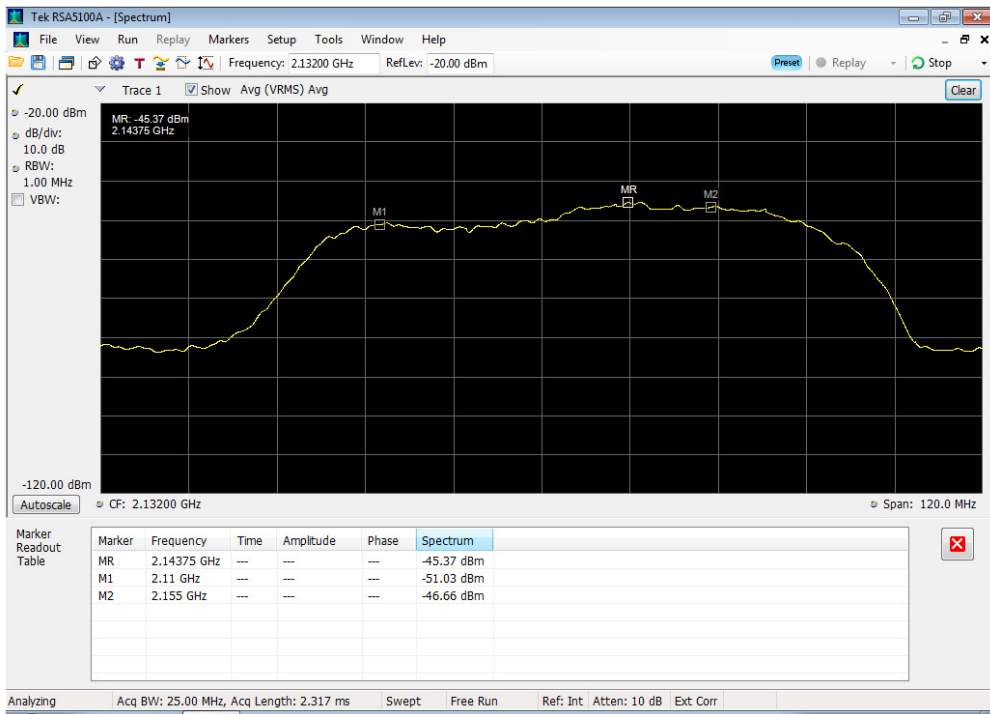 Tek RSA5100A - [Spectrum]
File View Run Replay Markers Setup Tools Window Help
T Frequency: 2.13200 GHz RefLev: -20.00 dBm Preset Replay Stop
Trace 1 Show Avg (VRMS) Avg Clear
-20.00 dBm
dB/div:
10.0 dB
RBW:
1.00 MHz
VBW:
MR: -45.37 dBm
2.14375 GHz
M1
MR
M2
-120.00 dBm
Autoscale CF: 2.13200 GHz Span: 120.0 MHz
Marker Readout Table
Marker Frequency Time Amplitude Phase Spectrum
MR 2.14375 GHz --- --- --- -45.37 dBm
M1 2.11 GHz --- --- --- -51.03 dBm
M2 2.155 GHz --- --- --- -46.66 dBm
Analyzing Acq BW: 25.00 MHz, Acq Length: 2.317 ms Swept Free Run Ref: Int Atten: 10 dB Ext Corr